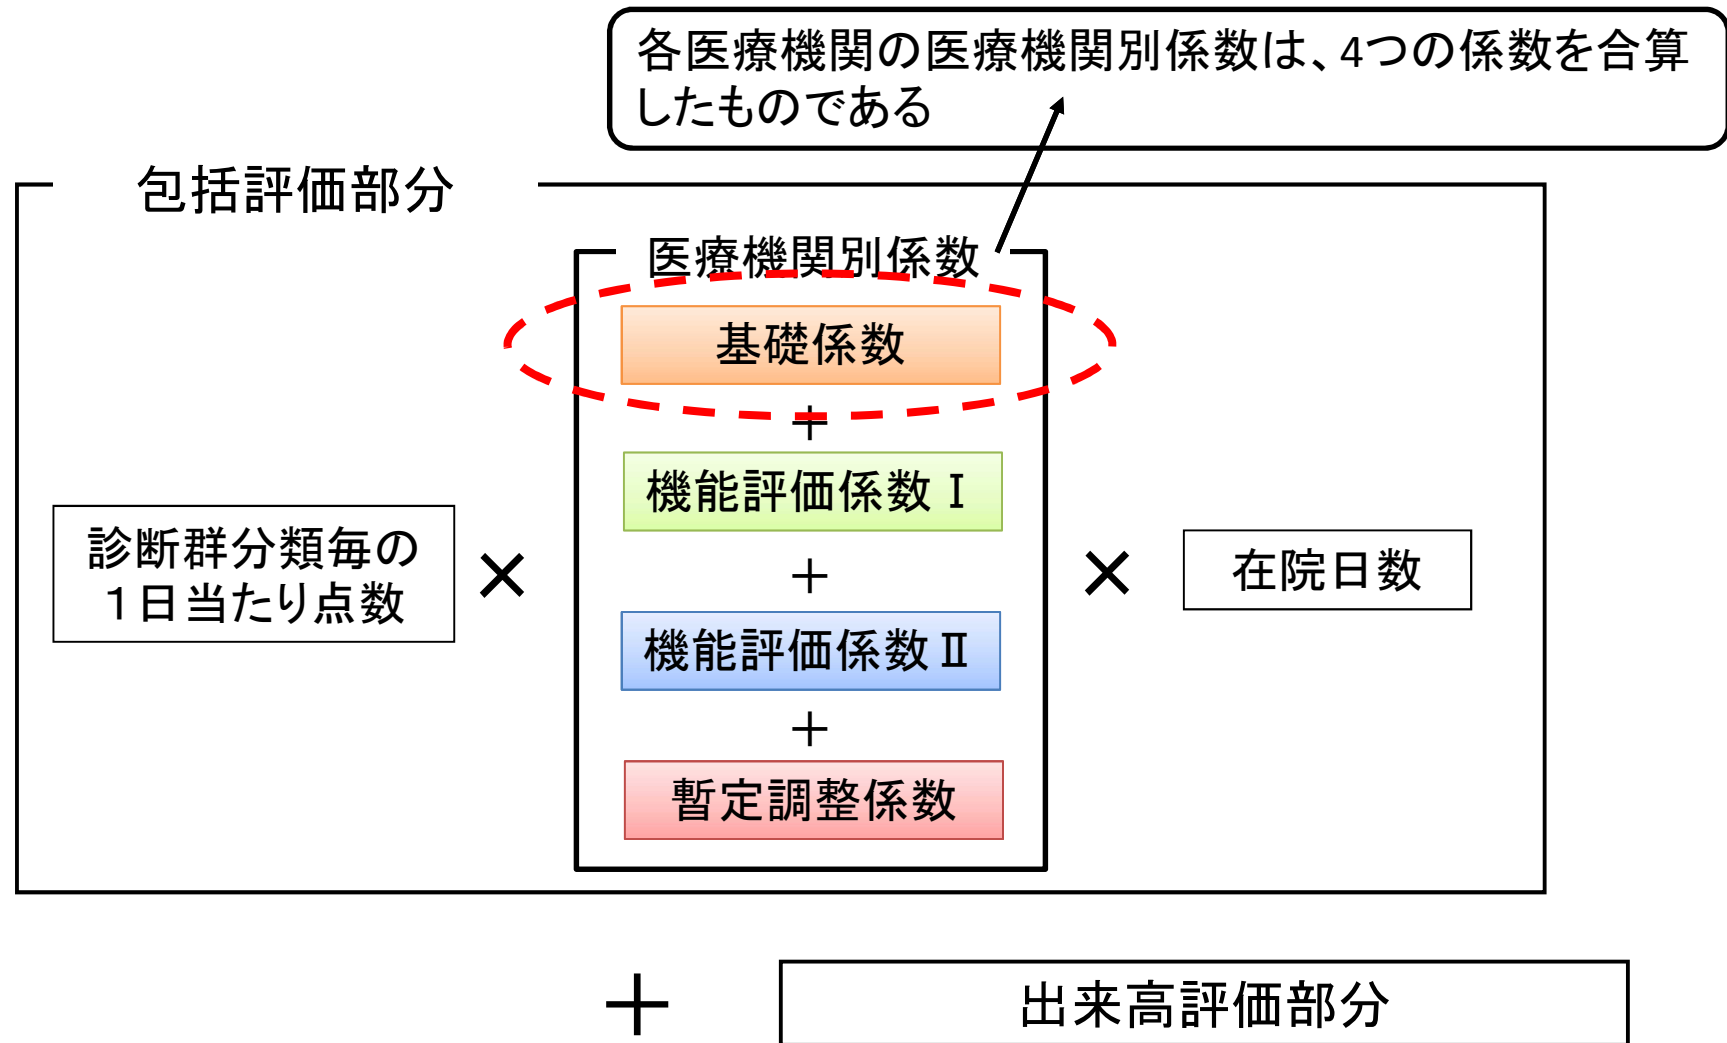 各医療機関の医療機関別係数は、4つの係数を合算
したものである
包括評価部分
医療機関別係数
基礎係数
＋
機能評価係数Ⅰ
診断群分類毎の
１日当たり点数
×
＋
×
在院日数
機能評価係数Ⅱ
＋
暫定調整係数
＋
出来高評価部分